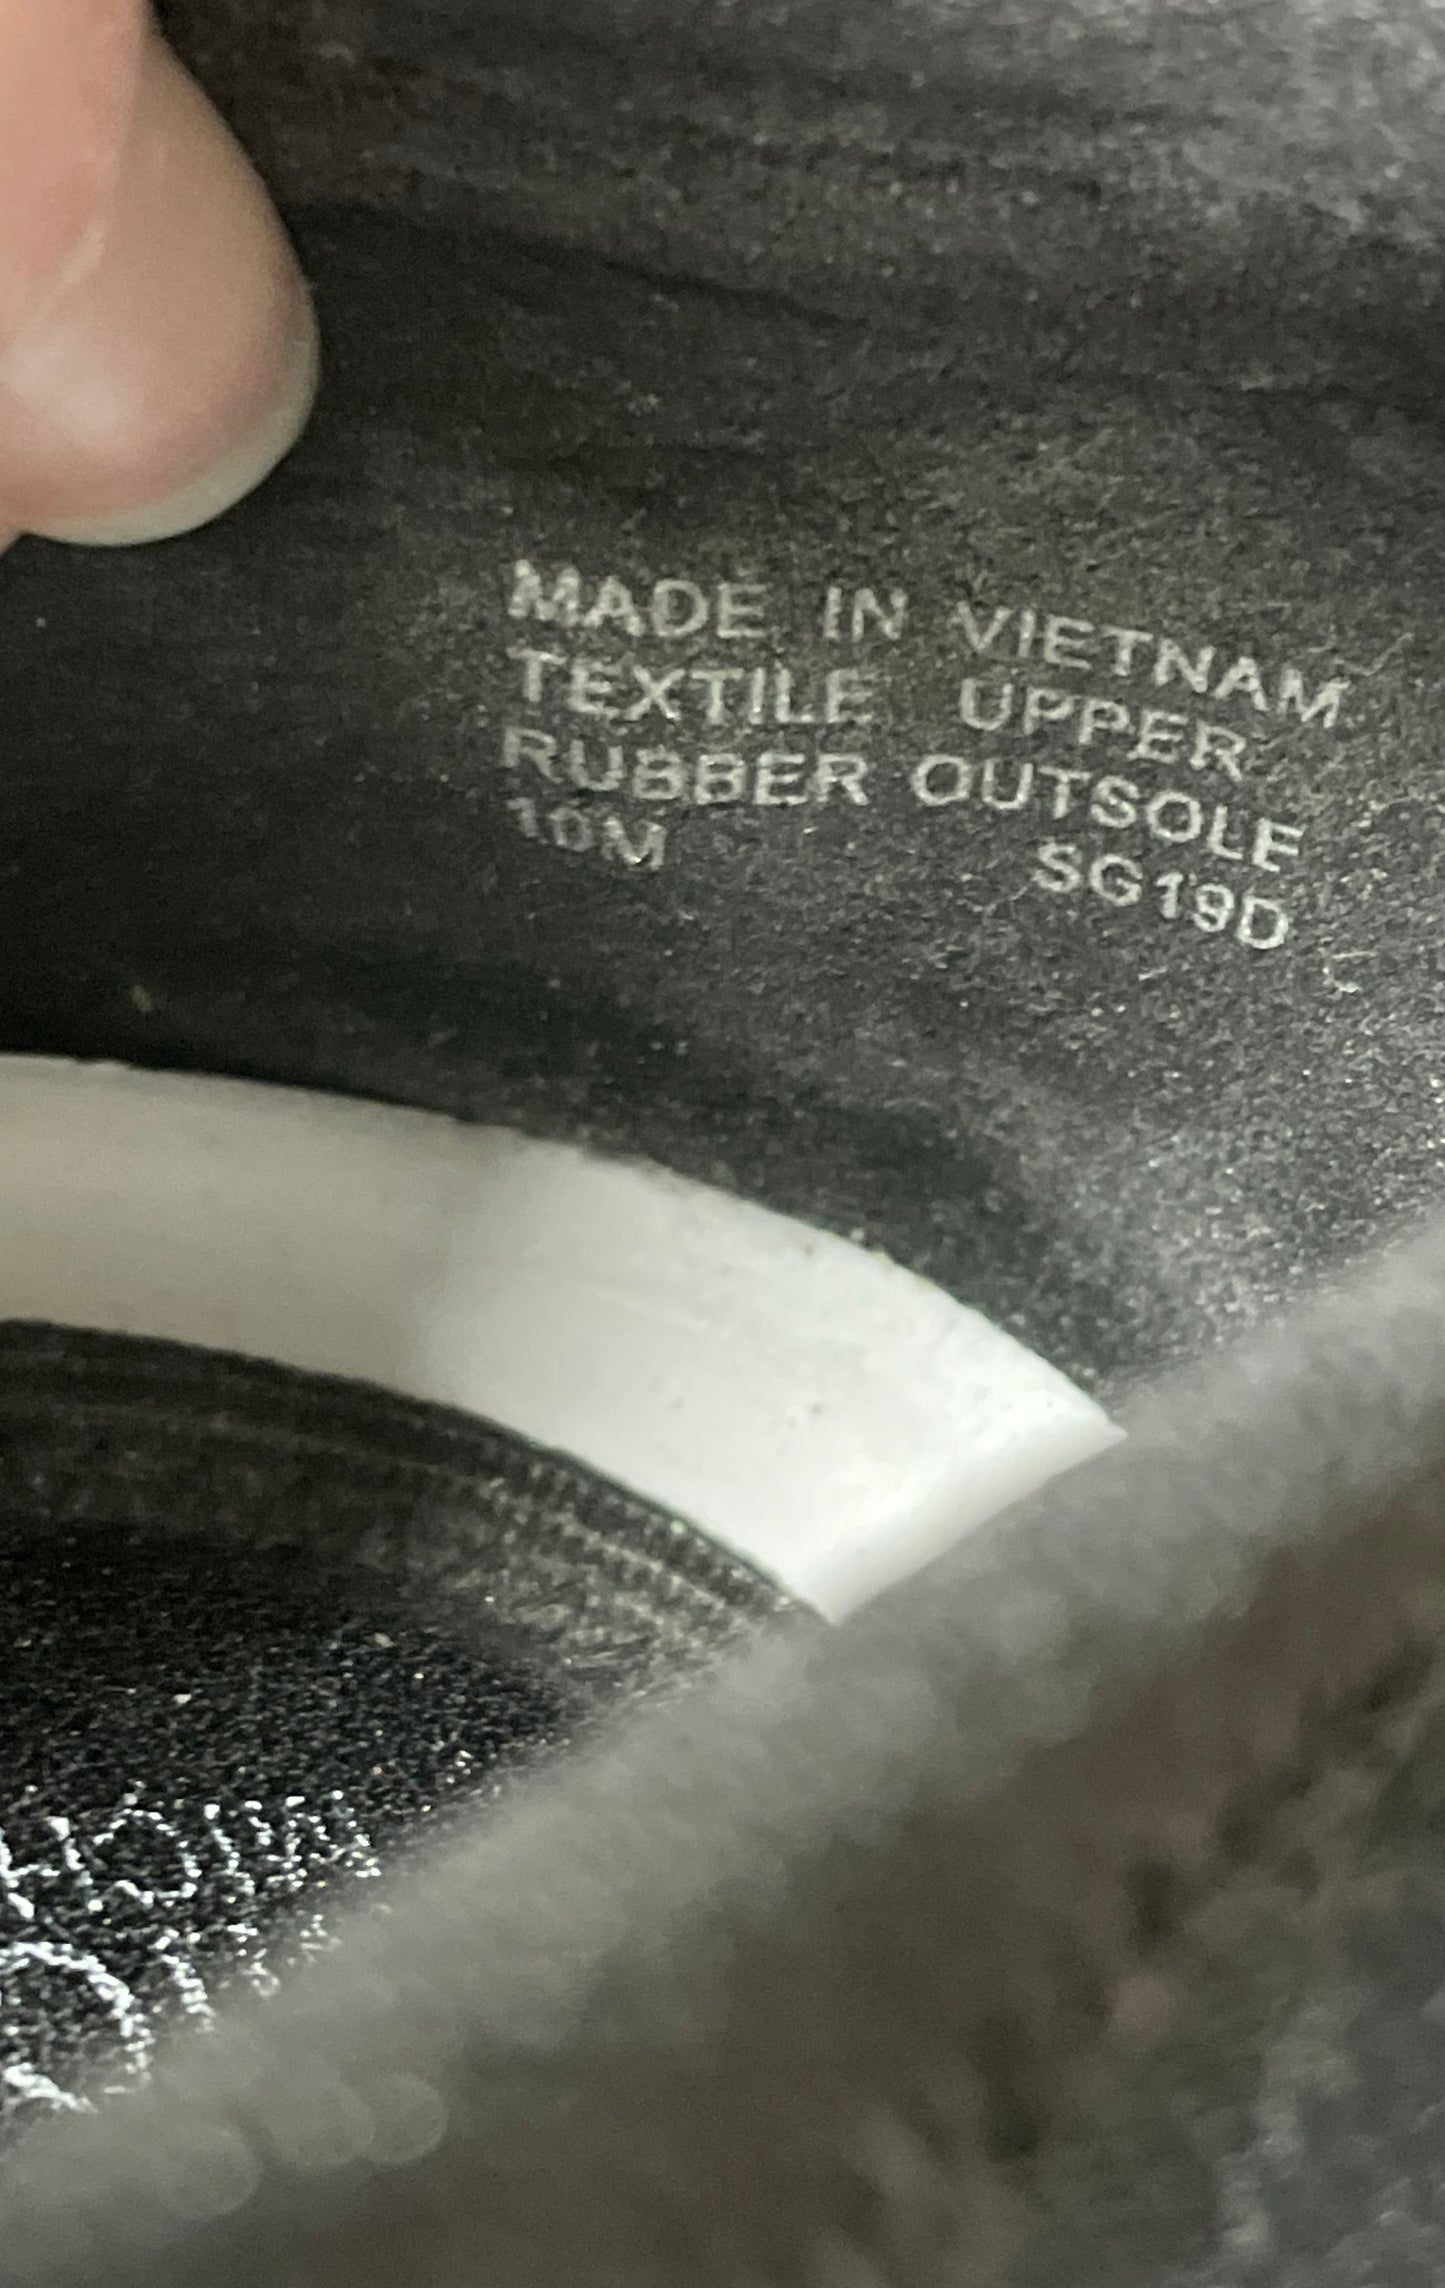 MADE IN VIETNAM
TEXTILE UPPER
RUBBER OUTSOLE
10M SG19D